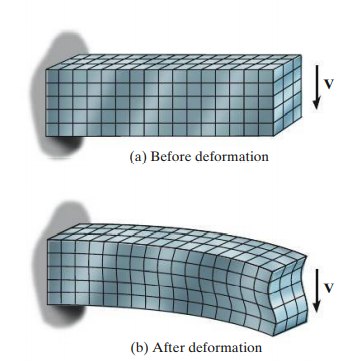 V
(a) Before deformation
V
(b) After deformation